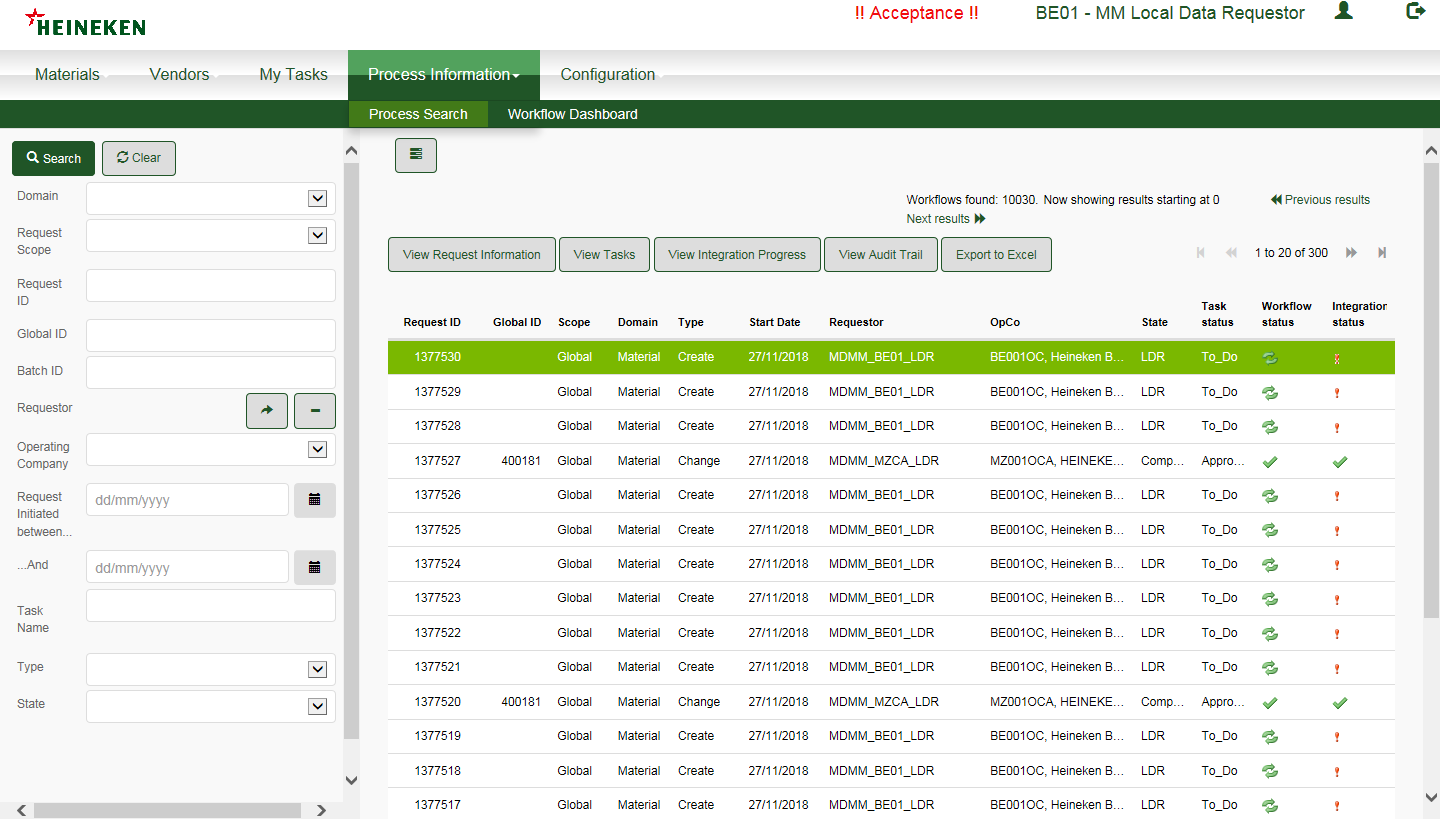 HEINEKEN
!! Acceptance !!
BE01 - MM Local Data Requestor
Materials Vendors My Tasks Process Information Configuration
Process Search Workflow Dashboard
Search Clear
Domain
Request
Scope
Request
ID
Global ID
Batch ID
Requestor
Operating
Company
Request
Initiated
between...
dd/mm/yyyy
...And
dd/mm/yyyy
Task
Name
Type
State
Workflows found: 10030. Now showing results starting at 0 Previous results
Next results
View Request Information View Tasks View Integration Progress View Audit Trail Export to Excel 1 to 20 of 300
Request ID Global ID Scope Domain Type Start Date Requestor OpCo State Task status Workflow status Integration status
1377530 Global Material Create 27/11/2018 MDMM_BE01_LDR BE001OC, Heineken B... LDR To_Do
1377529 Global Material Create 27/11/2018 MDMM_BE01_LDR BE001OC, Heineken B... LDR To_Do
1377528 Global Material Create 27/11/2018 MDMM_BE01_LDR BE001OC, Heineken B... LDR To_Do
1377527 400181 Global Material Change 27/11/2018 MDMM_MZCA_LDR MZ001OCA, HEINEKE... Comp... Appro...
1377526 Global Material Create 27/11/2018 MDMM_BE01_LDR BE001OC, Heineken B... LDR To_Do
1377525 Global Material Create 27/11/2018 MDMM_BE01_LDR BE001OC, Heineken B... LDR To_Do
1377524 Global Material Create 27/11/2018 MDMM_BE01_LDR BE001OC, Heineken B... LDR To_Do
1377523 Global Material Create 27/11/2018 MDMM_BE01_LDR BE001OC, Heineken B... LDR To_Do
1377522 Global Material Create 27/11/2018 MDMM_BE01_LDR BE001OC, Heineken B... LDR To_Do
1377521 Global Material Create 27/11/2018 MDMM_BE01_LDR BE001OC, Heineken B... LDR To_Do
1377520 400181 Global Material Change 27/11/2018 MDMM_MZCA_LDR MZ001OCA, HEINEKE... Comp... Appro...
1377519 Global Material Create 27/11/2018 MDMM_BE01_LDR BE001OC, Heineken B... LDR To_Do
1377518 Global Material Create 27/11/2018 MDMM_BE01_LDR BE001OC, Heineken B... LDR To_Do
1377517 Global Material Create 27/11/2018 MDMM_BE01_LDR BE001OC, Heineken B... LDR To_Do